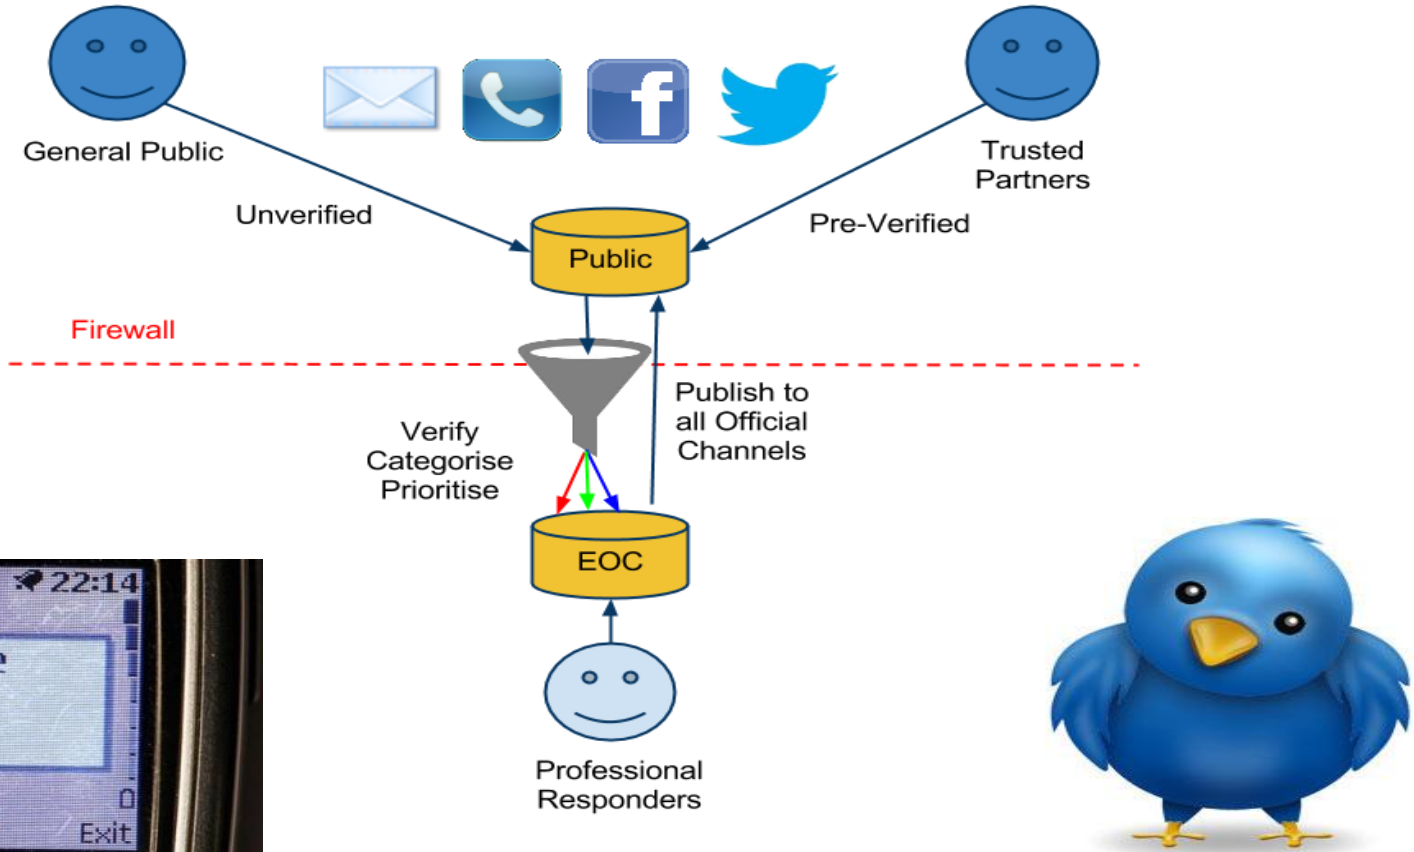 General Public
Trusted
Partners
Unverified
Pre-Verified
Public
Firewall
Publish to
all Official
Channels
Verify
Categorise
Prioritise
EOC
22:14
Exit
Professional
Responders